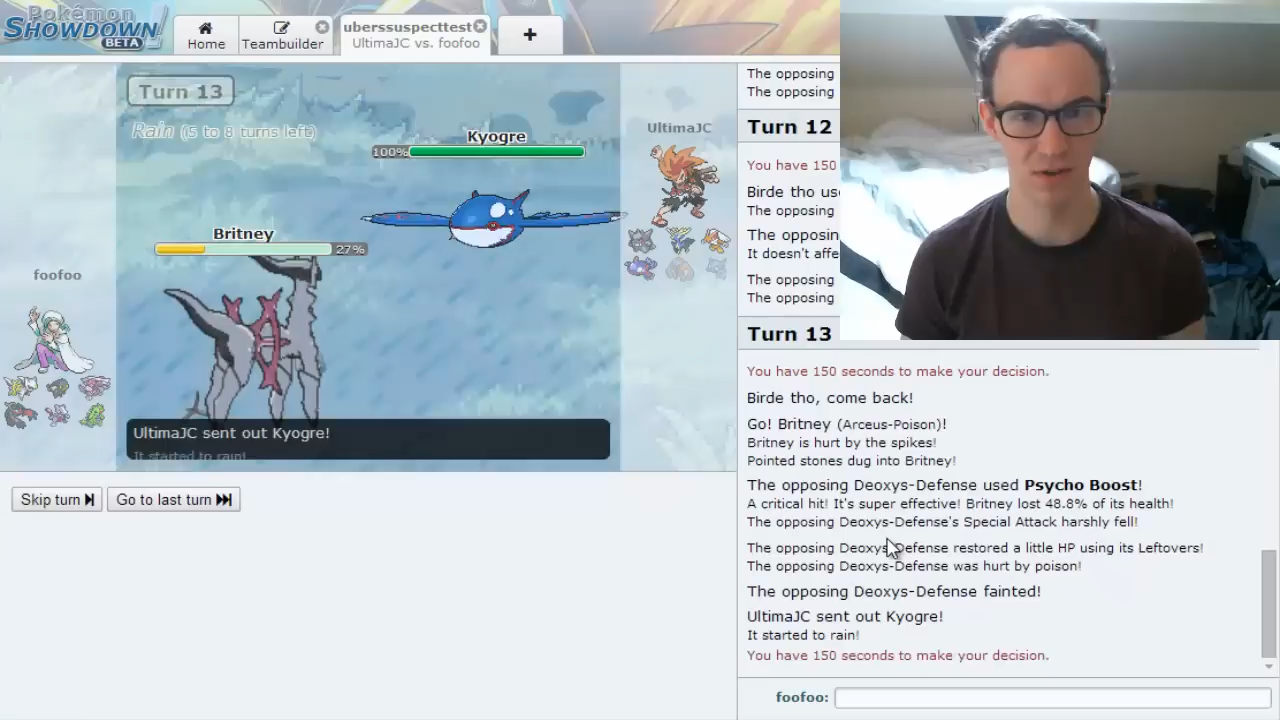 Pokémon
SHOWDOWN!
BETA
Home
Teambuilder
uberssuspecttest
UltimaJC vs. foofoo
+
Turn 13
Rain (5 to 8 turns left)
Kyogre
100%
Britney
27%
foofoo
UltimaJC
UltimaJC sent out Kyogre!
It started to rain!
Skip turn
Go to last turn
The opposing
The opposing
Turn 12
You have 150
Birde tho use
The opposing
The opposin
It doesn't affe
The opposing
The opposing
Turn 13
You have 150 seconds to make your decision.
Birde tho, come back!
Go! Britney (Arceus-Poison)!
Britney is hurt by the spikes!
Pointed stones dug into Britney!
The opposing Deoxys-Defense used Psycho Boost!
A critical hit! It's super effective! Britney lost 48.8% of its health!
The opposing Deoxys-Defense's Special Attack harshly fell!
The opposing Deoxys-Defense restored a little HP using its Leftovers!
The opposing Deoxys-Defense was hurt by poison!
The opposing Deoxys-Defense fainted!
UltimaJC sent out Kyogre!
It started to rain!
You have 150 seconds to make your decision.
foofoo: